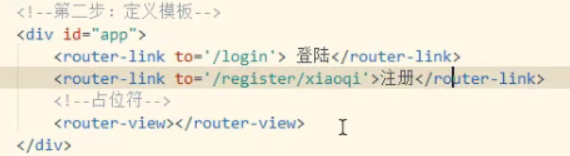 <!--第二步：定义模板-->
<div id="app">
<router-link to='/login'> 登陆</router-link>
<router-link to='/register/xiaoqi'>注册</router-link>
<!--占位符-->
<router-view></router-view>
</div>